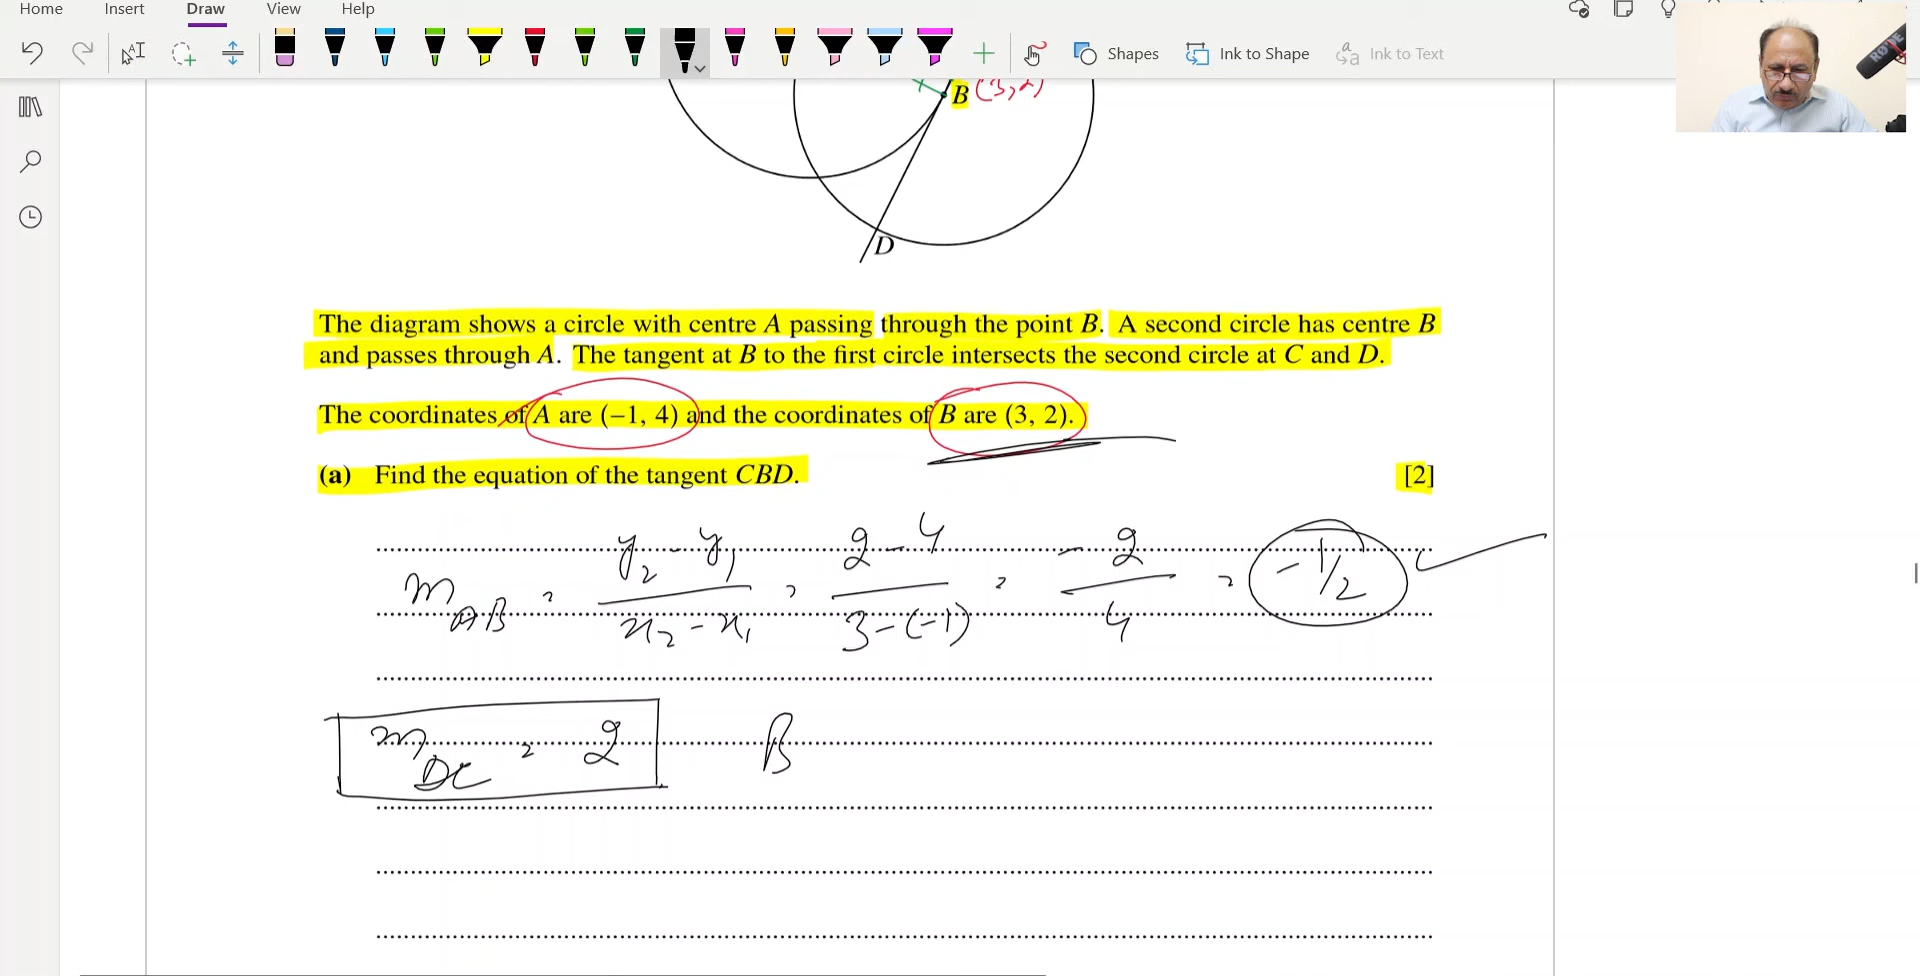 Home Insert Draw View Help
Shapes Ink to Shape Ink to Text
RØDE
B (3,2)
D
The diagram shows a circle with centre A passing through the point B. A second circle has centre B
and passes through A. The tangent at B to the first circle intersects the second circle at C and D.
The coordinates of A are (−1, 4) and the coordinates of B are (3, 2).
(a) Find the equation of the tangent CBD. [2]
m_AB = (y₂ - y₁)/(x₂ - x₁) = (2 - 4)/(3 - (-1)) = -2/4 = -1/2
m_DC = 2 B